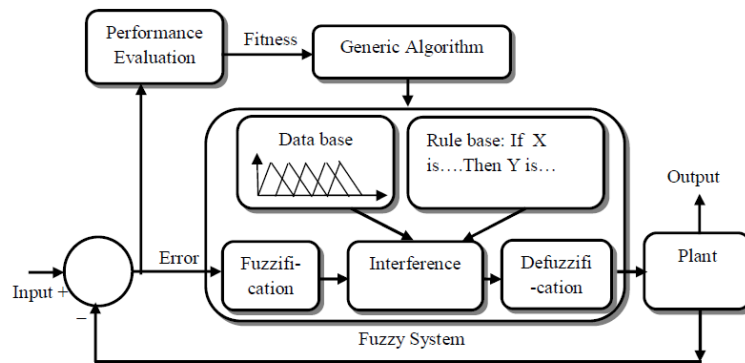 Performance
Evaluation
Fitness
Generic Algorithm
Data base
Rule base: If X
is....Then Y is...
Output
Error
Fuzzifi-
cation
Interference
Defuzzifi
-cation
Plant
Input +
−
Fuzzy System